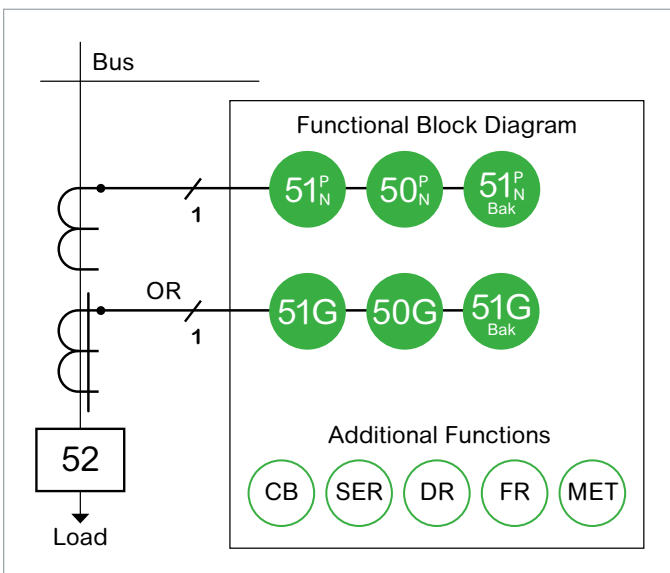 Bus
Functional Block Diagram
1
51PN
50PN
51PN
Bak
OR
1
51G
50G
51G
Bak
52
Load
Additional Functions
CB SER DR FR MET